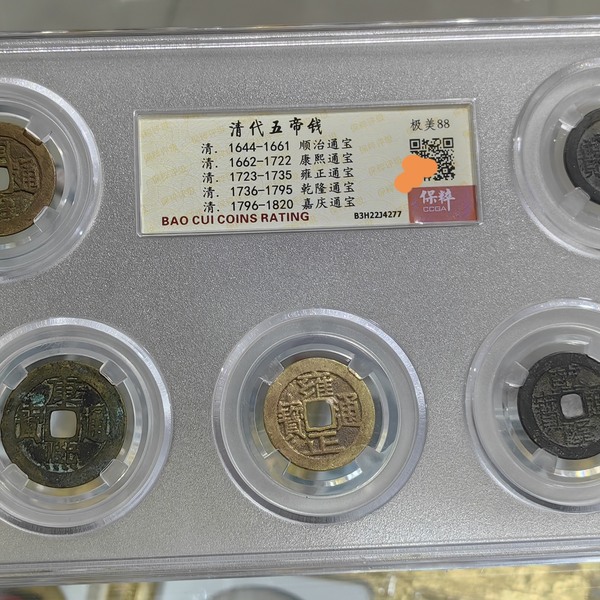 清代五帝钱
极美88
清. 1644-1661 顺治通宝
清. 1662-1722 康熙通宝
清. 1723-1735 雍正通宝
清. 1736-1795 乾隆通宝
清. 1796-1820 嘉庆通宝
保粹
CCGA
BAO CUI COINS RATING
B3H22J4277
雍正通寶